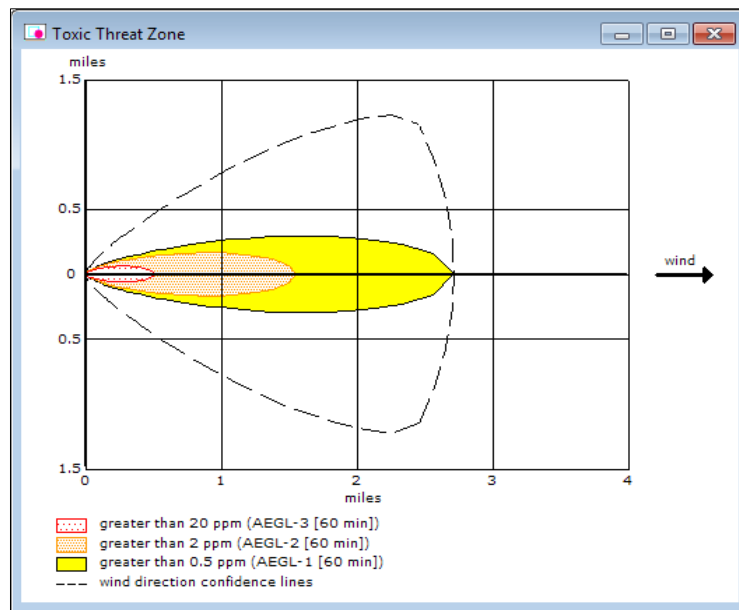 Toxic Threat Zone
miles
1.5
0.5
0
wind
0.5
1.5
0 1 2 3 4
miles
greater than 20 ppm (AEGL-3 [60 min])
greater than 2 ppm (AEGL-2 [60 min])
greater than 0.5 ppm (AEGL-1 [60 min])
wind direction confidence lines